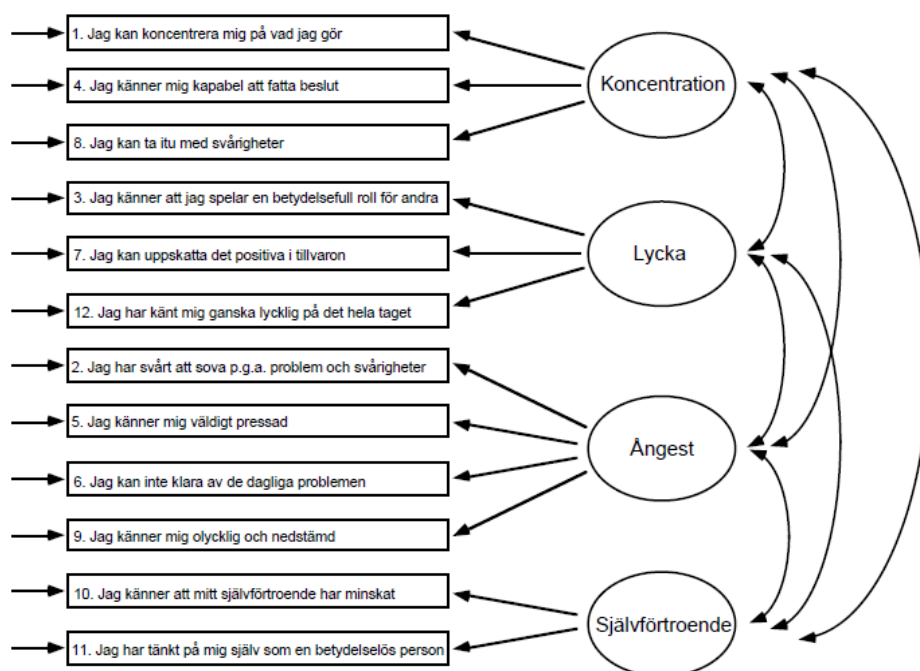 1. Jag kan koncentrera mig på vad jag gör
4. Jag känner mig kapabel att fatta beslut
8. Jag kan ta itu med svårigheter
Koncentration
3. Jag känner att jag spelar en betydelsefull roll för andra
7. Jag kan uppskatta det positiva i tillvaron
12. Jag har känt mig ganska lycklig på det hela taget
Lycka
2. Jag har svårt att sova p.g.a. problem och svårigheter
5. Jag känner mig väldigt pressad
6. Jag kan inte klara av de dagliga problemen
9. Jag känner mig olycklig och nedstämd
Ångest
10. Jag känner att mitt självförtroende har minskat
11. Jag har tänkt på mig själv som en betydelselös person
Självförtroende